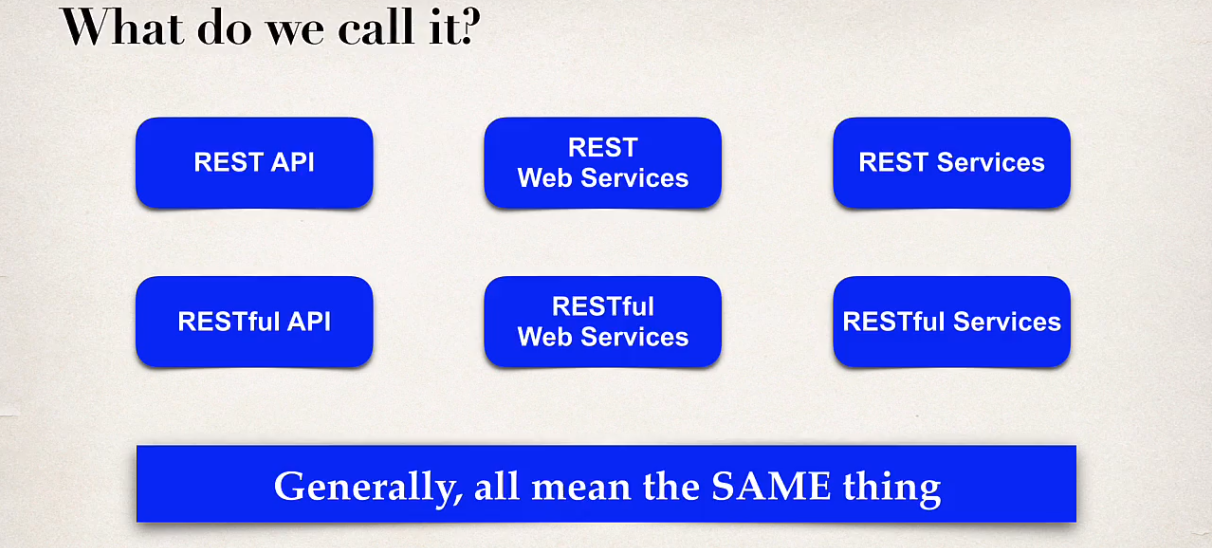 What do we call it?
REST API
REST
Web Services
REST Services
RESTful API
RESTful
Web Services
RESTful Services
Generally, all mean the SAME thing